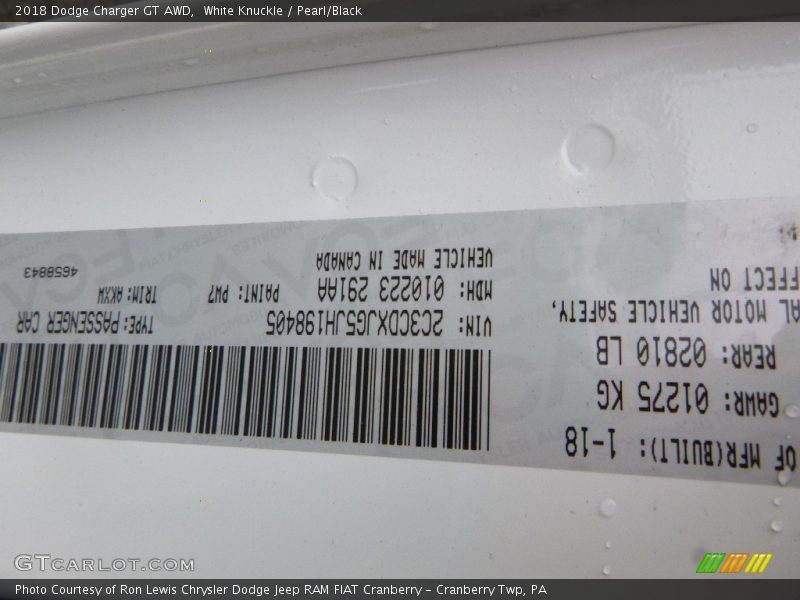 2018 Dodge Charger GT AWD, White Knuckle / Pearl/Black
OF MFR(BUILT): 1-18
GAWR: 01275 KG
REAR: 02810 LB
AL MOTOR VEHICLE SAFETY,
FFECT ON
VIN: 2C3CDXJG5JH198405
TYPE: PASSENGER CAR
MDH: 010223 291AA
PAINT: PW7
TRIM: AKXW
VEHICLE MADE IN CANADA
4658843
GTCARLOT.COM
Photo Courtesy of Ron Lewis Chrysler Dodge Jeep RAM FIAT Cranberry - Cranberry Twp, PA